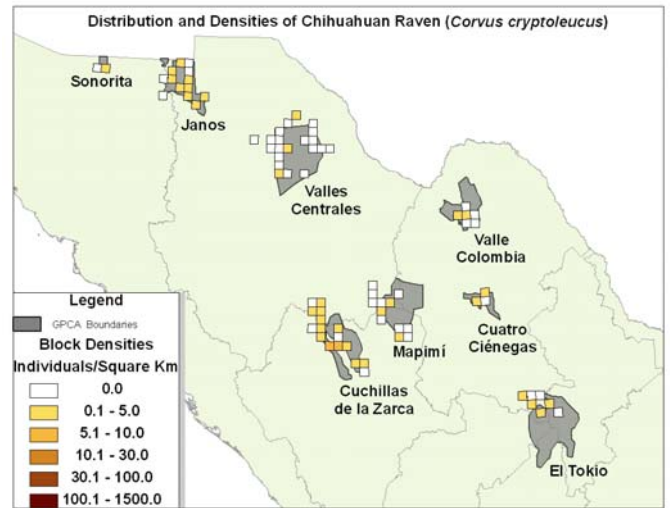 Distribution and Densities of Chihuahuan Raven (Corvus cryptoleucus)
Sonorita
Janos
Valles
Centrales
Valle
Colombia
Cuatro
Ciénegas
Mapimí
Cuchillas
de la Zarca
El Tokio
Legend
GPCA Boundaries
Block Densities
Individuals/Square Km
0.0
0.1 - 5.0
5.1 - 10.0
10.1 - 30.0
30.1 - 100.0
100.1 - 1500.0